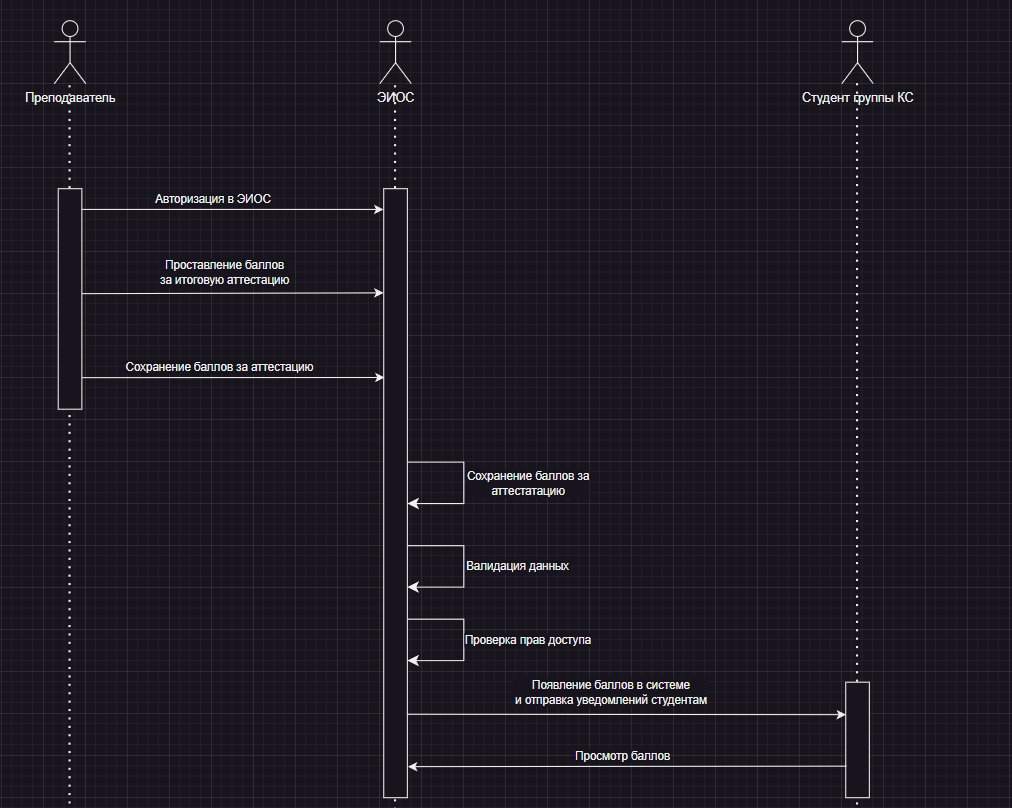 Преподаватель
ЭИОС
Студент группы КС
Авторизация в ЭИОС
Проставление баллов
за итоговую аттестацию
Сохранение баллов за аттестацию
Сохранение баллов за
аттестатацию
Валидация данных
Проверка прав доступа
Появление баллов в системе
и отправка уведомлений студентам
Просмотр баллов